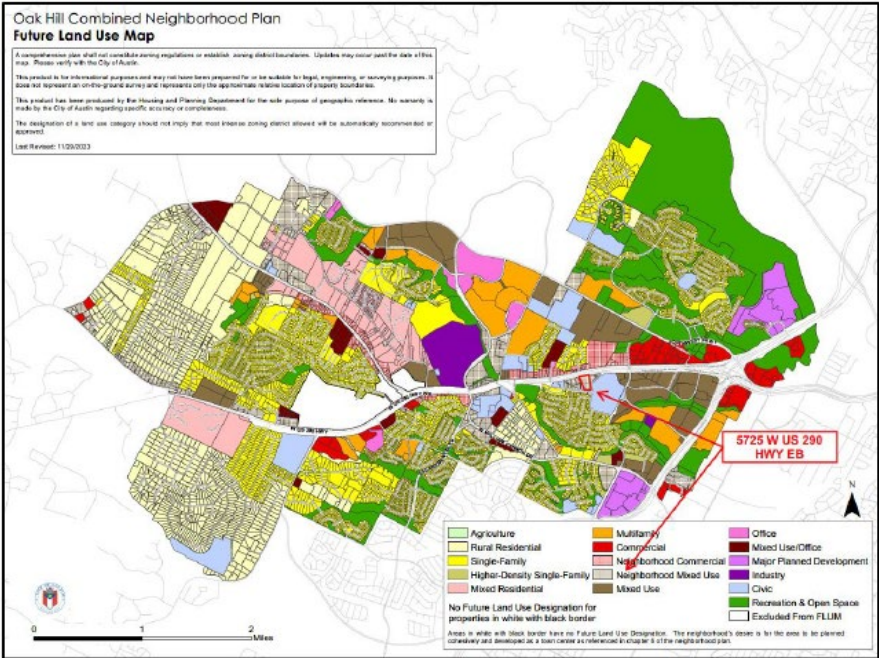 Oak Hill Combined Neighborhood Plan
Future Land Use Map
A comprehensive plan shall not constitute zoning regulations or establish zoning district boundaries. Updates may occur past the date of this
map. Please verify with the City of Austin.
This product is for informational purposes and may not have been prepared for or be suitable for legal, engineering, or surveying purposes. It
does not represent an on-the-ground survey and represents only the approximate relative location of property boundaries.
This product has been produced by the Housing and Planning Department for the sole purpose of geographic reference. No warranty is
made by the City of Austin regarding specific accuracy or completeness.
The designation of a land use category should not imply that most intense zoning district allowed will be automatically recommended or
approved.
Last Revised: 11/29/2023
W US 290 HWY
5725 W US 290
HWY EB
N
Agriculture
Rural Residential
Single-Family
Higher-Density Single-Family
Mixed Residential
Multifamily
Commercial
Neighborhood Commercial
Neighborhood Mixed Use
Mixed Use
Office
Mixed Use/Office
Major Planned Development
Industry
Civic
Recreation & Open Space
Excluded From FLUM
No Future Land Use Designation for
properties in white with black border
Areas in white with black border have no Future Land Use Designation. The neighborhood's desire is for the area to be planned
cohesively and developed as a town center as referenced in chapter 6 of the neighborhood plan.
0 1 2
Miles